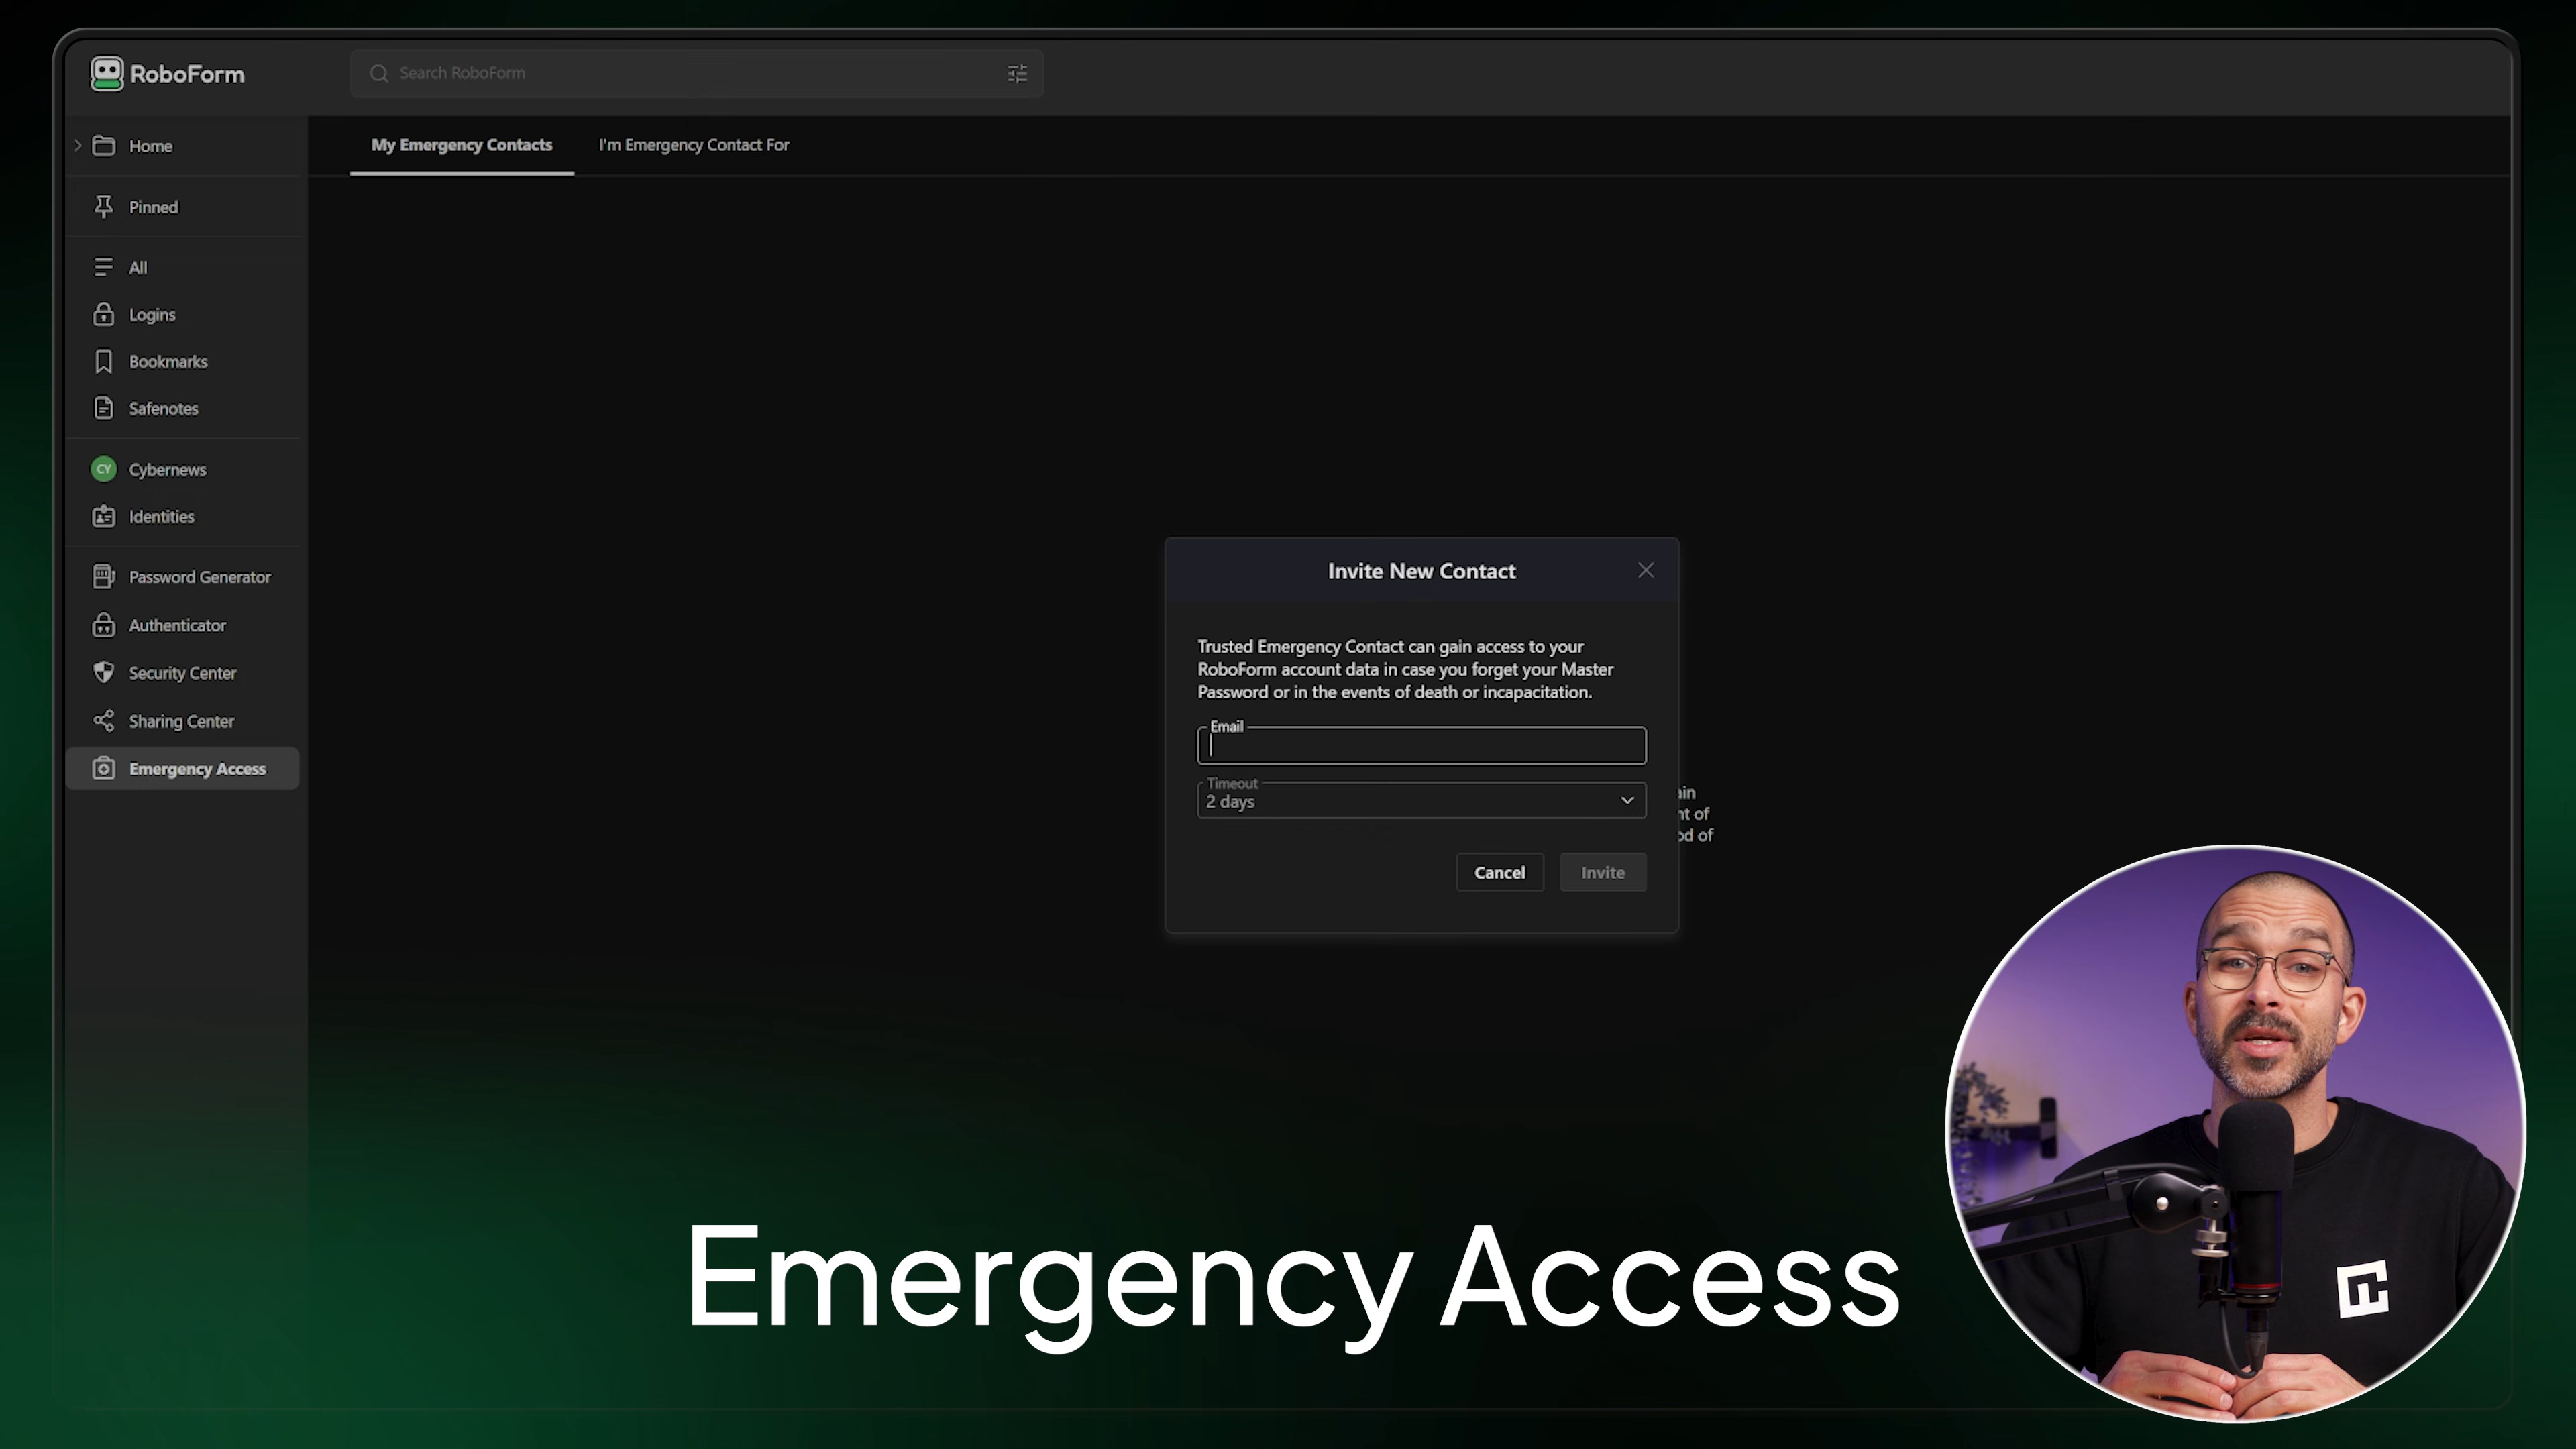 RoboForm
Search RoboForm
Home
Pinned
All
Logins
Bookmarks
Safenotes
CY Cybernews
Identities
Password Generator
Authenticator
Security Center
Sharing Center
Emergency Access
My Emergency Contacts
I'm Emergency Contact For
Invite New Contact
Trusted Emergency Contact can gain access to your
RoboForm account data in case you forget your Master
Password or in the events of death or incapacitation.
Email
Timeout
2 days
Cancel
Invite
of
of
Emergency Access